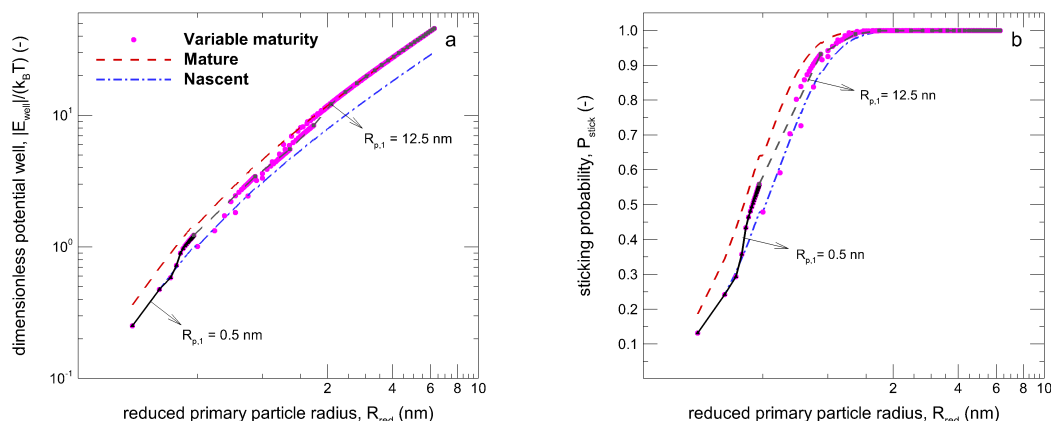 Variable maturity
Mature
Nascent
a
dimensionless potential well, |E_well|/(k_BT) (-)
10^1
10^0
10^-1
R_p,1 = 12.5 nm
R_p,1 = 0.5 nm
2
4
6
8
10
reduced primary particle radius, R_red (nm)
b
sticking probability, P_stick (-)
1.0
0.9
0.8
0.7
0.6
0.5
0.4
0.3
0.2
0.1
R_p,1= 12.5 nn
R_p,1= 0.5 nn
2
4
6
8
10
reduced primary particle radius, R_red (nm)